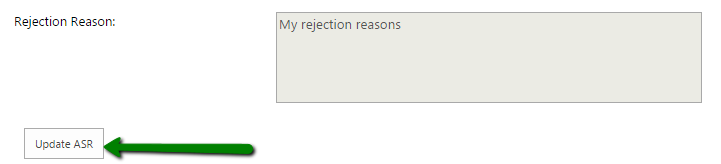 Rejection Reason:
My rejection reasons
Update ASR